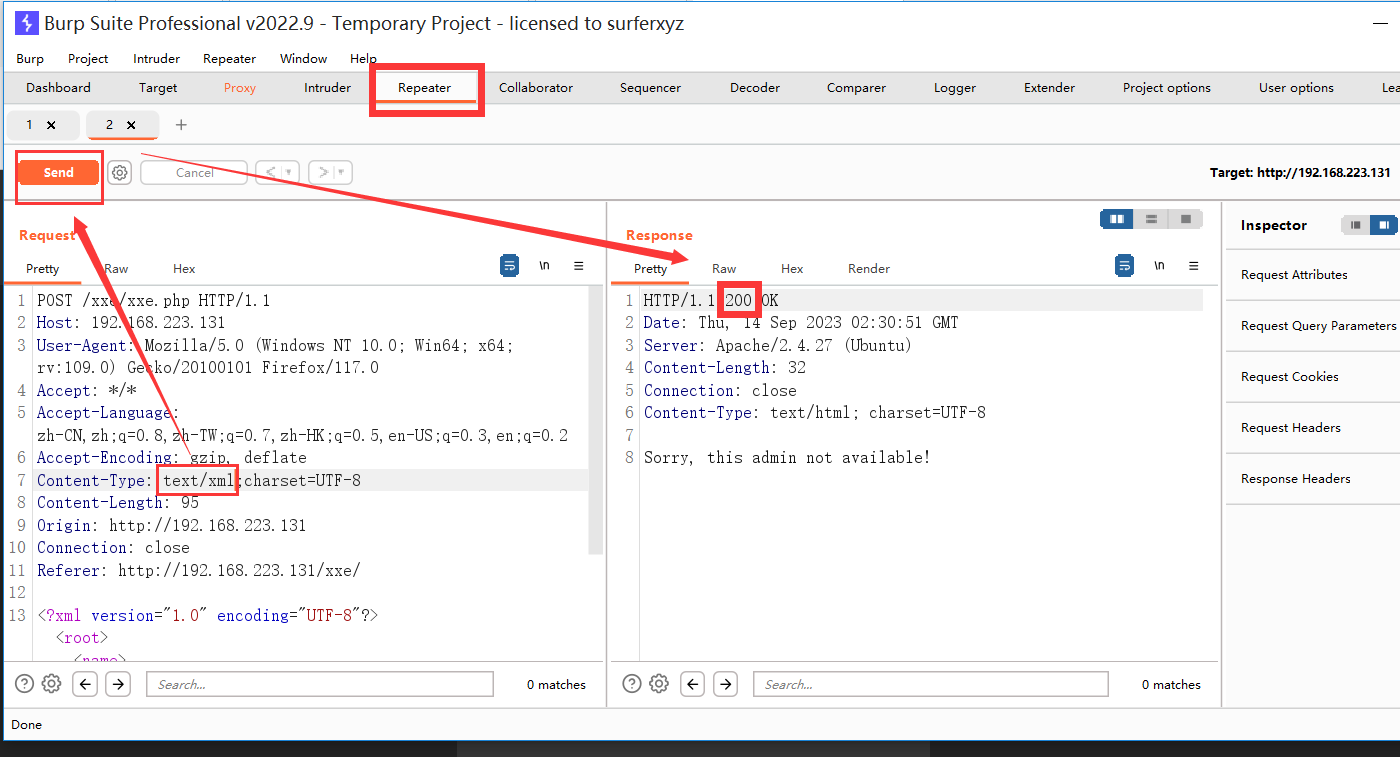 Burp Suite Professional v2022.9 - Temporary Project - licensed to surferxyz
Burp Project Intruder Repeater Window Help
Dashboard Target Proxy Intruder Repeater Collaborator Sequencer Decoder Comparer Logger Extender Project options User options Lea
1 × 2 × +
Send Cancel < ▼ > ▼ Target: http://192.168.223.131
Request
Pretty Raw Hex \n ≡
1 POST /xxe/xxe.php HTTP/1.1
2 Host: 192.168.223.131
3 User-Agent: Mozilla/5.0 (Windows NT 10.0; Win64; x64;
rv:109.0) Gecko/20100101 Firefox/117.0
4 Accept: */*
5 Accept-Language:
zh-CN,zh;q=0.8,zh-TW;q=0.7,zh-HK;q=0.5,en-US;q=0.3,en;q=0.2
6 Accept-Encoding: gzip, deflate
7 Content-Type: text/xml;charset=UTF-8
8 Content-Length: 95
9 Origin: http://192.168.223.131
10 Connection: close
11 Referer: http://192.168.223.131/xxe/
12
13 <?xml version="1.0" encoding="UTF-8"?>
<root>
<name>
Search... 0 matches
Response
Pretty Raw Hex Render \n ≡
1 HTTP/1.1 200 OK
2 Date: Thu, 14 Sep 2023 02:30:51 GMT
3 Server: Apache/2.4.27 (Ubuntu)
4 Content-Length: 32
5 Connection: close
6 Content-Type: text/html; charset=UTF-8
7
8 Sorry, this admin not available!
Search... 0 matches
Inspector
Request Attributes
Request Query Parameters
Request Cookies
Request Headers
Response Headers
Done